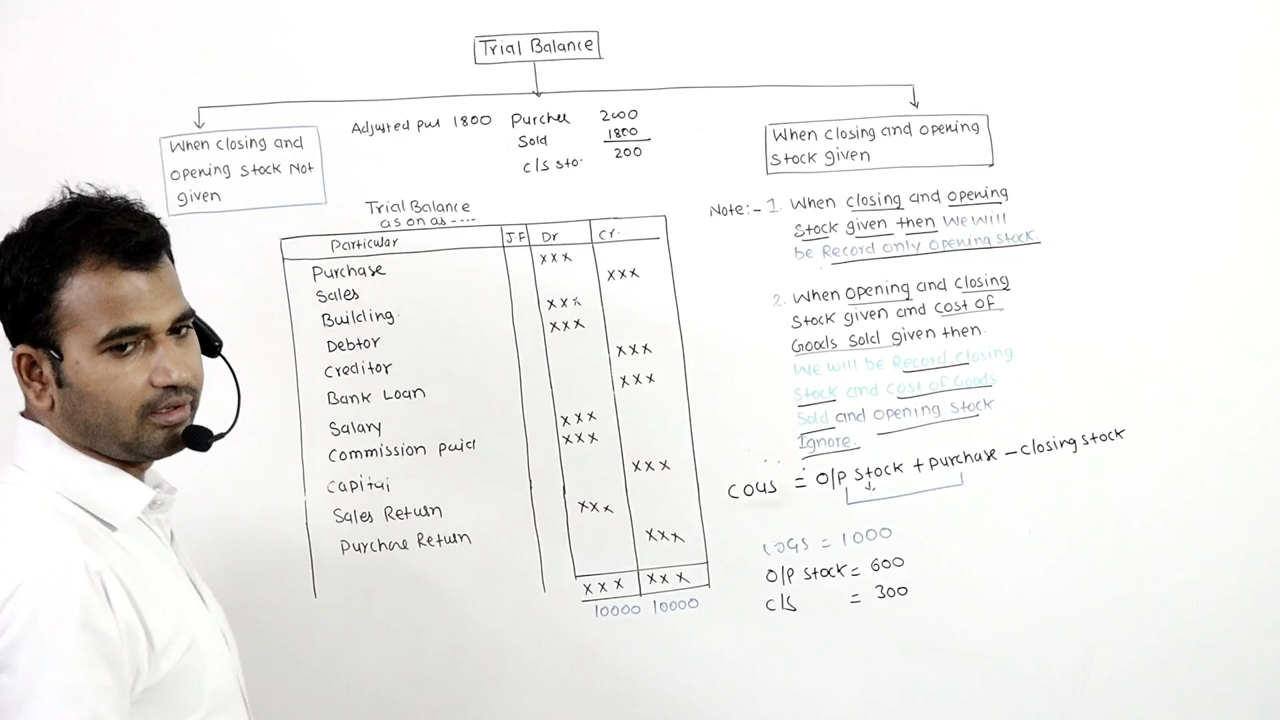 Trial Balance
When closing and
opening stock Not
given
Adjusted pur 1800
Purches 2000
Sold 1800
c/s sto. 200
When closing and opening
stock given
Trial Balance
as on as ----
Particular J.F Dr Cr.
Purchase xxx
Sales xxx
Building xxx
Debtor xxx
Creditor xxx
Bank Loan xxx
Salary xxx
Commission paid xxx
Capital xxx
Sales Return xxx
Purchase Return xxx
xxx xxx
10000 10000
Note:- 1. When closing and opening
stock given then we will
be Record only opening stock.
2. When opening and closing
stock given and cost of
Goods sold given then.
We will be Record closing
stock and cost of Goods
sold and opening stock
Ignore.
COGS = O/P stock + purchase - closing stock
COGS = 1000
O/P stock = 600
C/S = 300